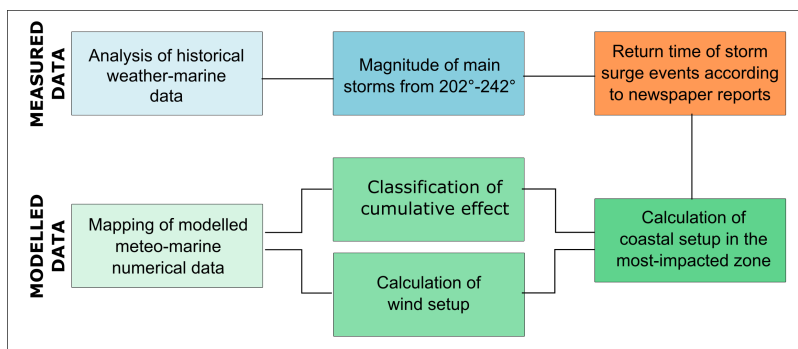 MEASURED
DATA
Analysis of historical
weather-marine
data
Magnitude of main
storms from 202°-242°
Return time of storm
surge events according
to newspaper reports
MODELLED
DATA
Mapping of modelled
meteo-marine
numerical data
Classification of
cumulative effect
Calculation of
wind setup
Calculation of
coastal setup in the
most-impacted zone